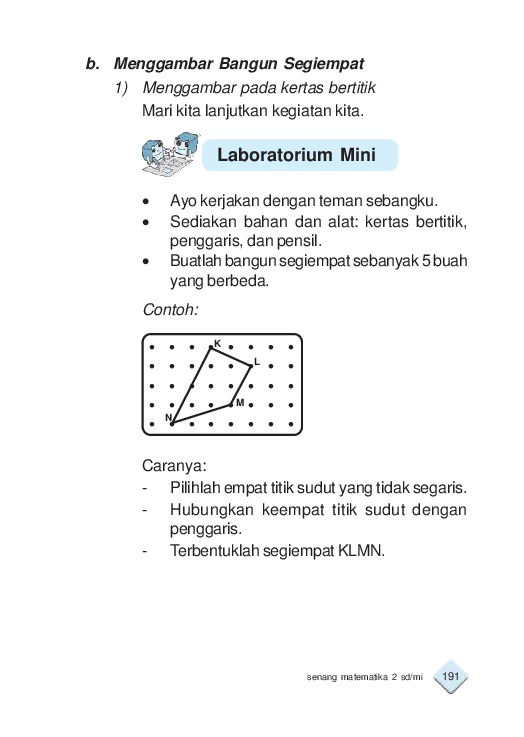 b. Menggambar Bangun Segiempat
1) Menggambar pada kertas bertitik
Mari kita lanjutkan kegiatan kita.
Laboratorium Mini
• Ayo kerjakan dengan teman sebangku.
• Sediakan bahan dan alat: kertas bertitik,
penggaris, dan pensil.
• Buatlah bangun segiempat sebanyak 5 buah
yang berbeda.
Contoh:
K
L
M
N
Caranya:
- Pilihlah empat titik sudut yang tidak segaris.
- Hubungkan keempat titik sudut dengan
penggaris.
- Terbentuklah segiempat KLMN.
senang matematika 2 sd/mi 191